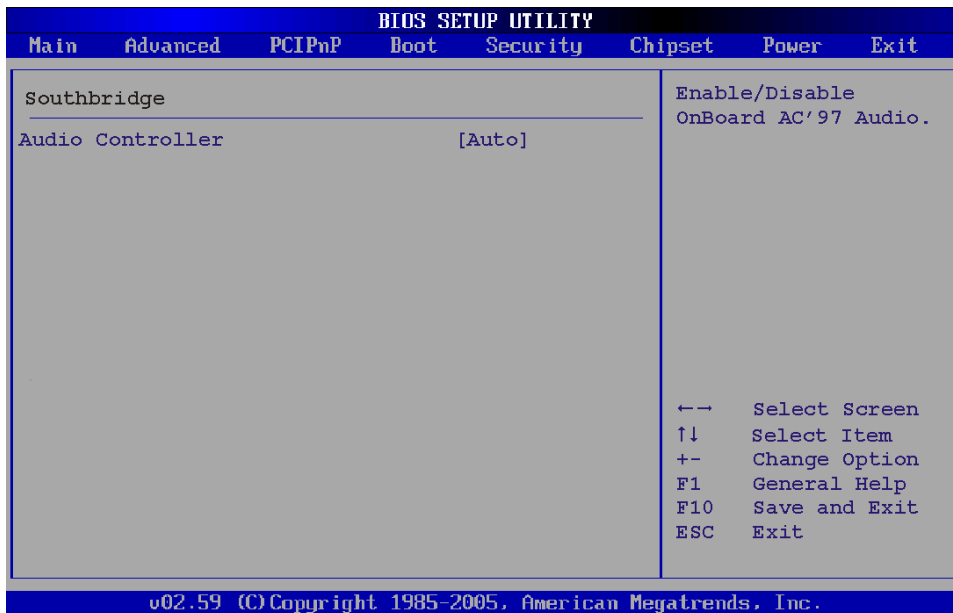 BIOS SETUP UTILITY
Main Advanced PCIPnP Boot Security Chipset Power Exit
Southbridge
Audio Controller [Auto]
Enable/Disable
OnBoard AC'97 Audio.
←→ Select Screen
↑↓ Select Item
+- Change Option
F1 General Help
F10 Save and Exit
ESC Exit
v02.59 (C)Copyright 1985-2005, American Megatrends, Inc.